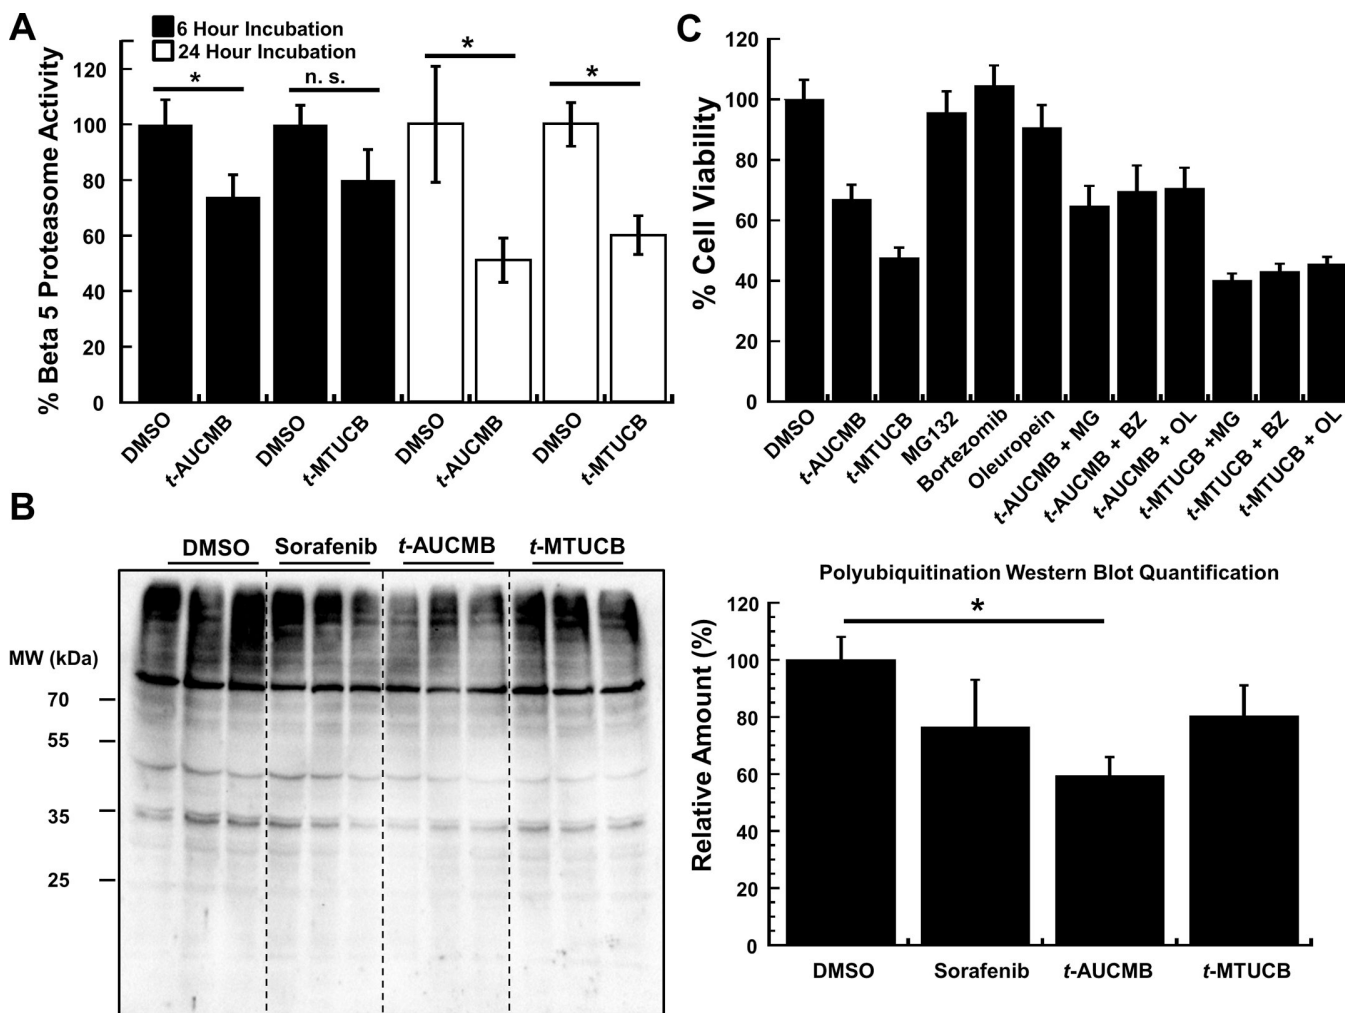 A
6 Hour Incubation
24 Hour Incubation
% Beta 5 Proteasome Activity
120
100
80
60
40
20
0
*
n. s.
*
*
DMSO
t-AUCMB
DMSO
t-MTUCB
DMSO
t-AUCMB
DMSO
t-MTUCB
C
% Cell Viability
120
100
80
60
40
20
0
DMSO
t-AUCMB
t-MTUCB
MG132
Bortezomib
Oleuropein
t-AUCMB + MG
t-AUCMB + BZ
t-AUCMB + OL
t-MTUCB +MG
t-MTUCB + BZ
t-MTUCB + OL
B
DMSO Sorafenib t-AUCMB t-MTUCB
MW (kDa)
70
55
35
25
Polyubiquitination Western Blot Quantification
Relative Amount (%)
120
100
80
60
40
20
0
*
DMSO Sorafenib t-AUCMB t-MTUCB